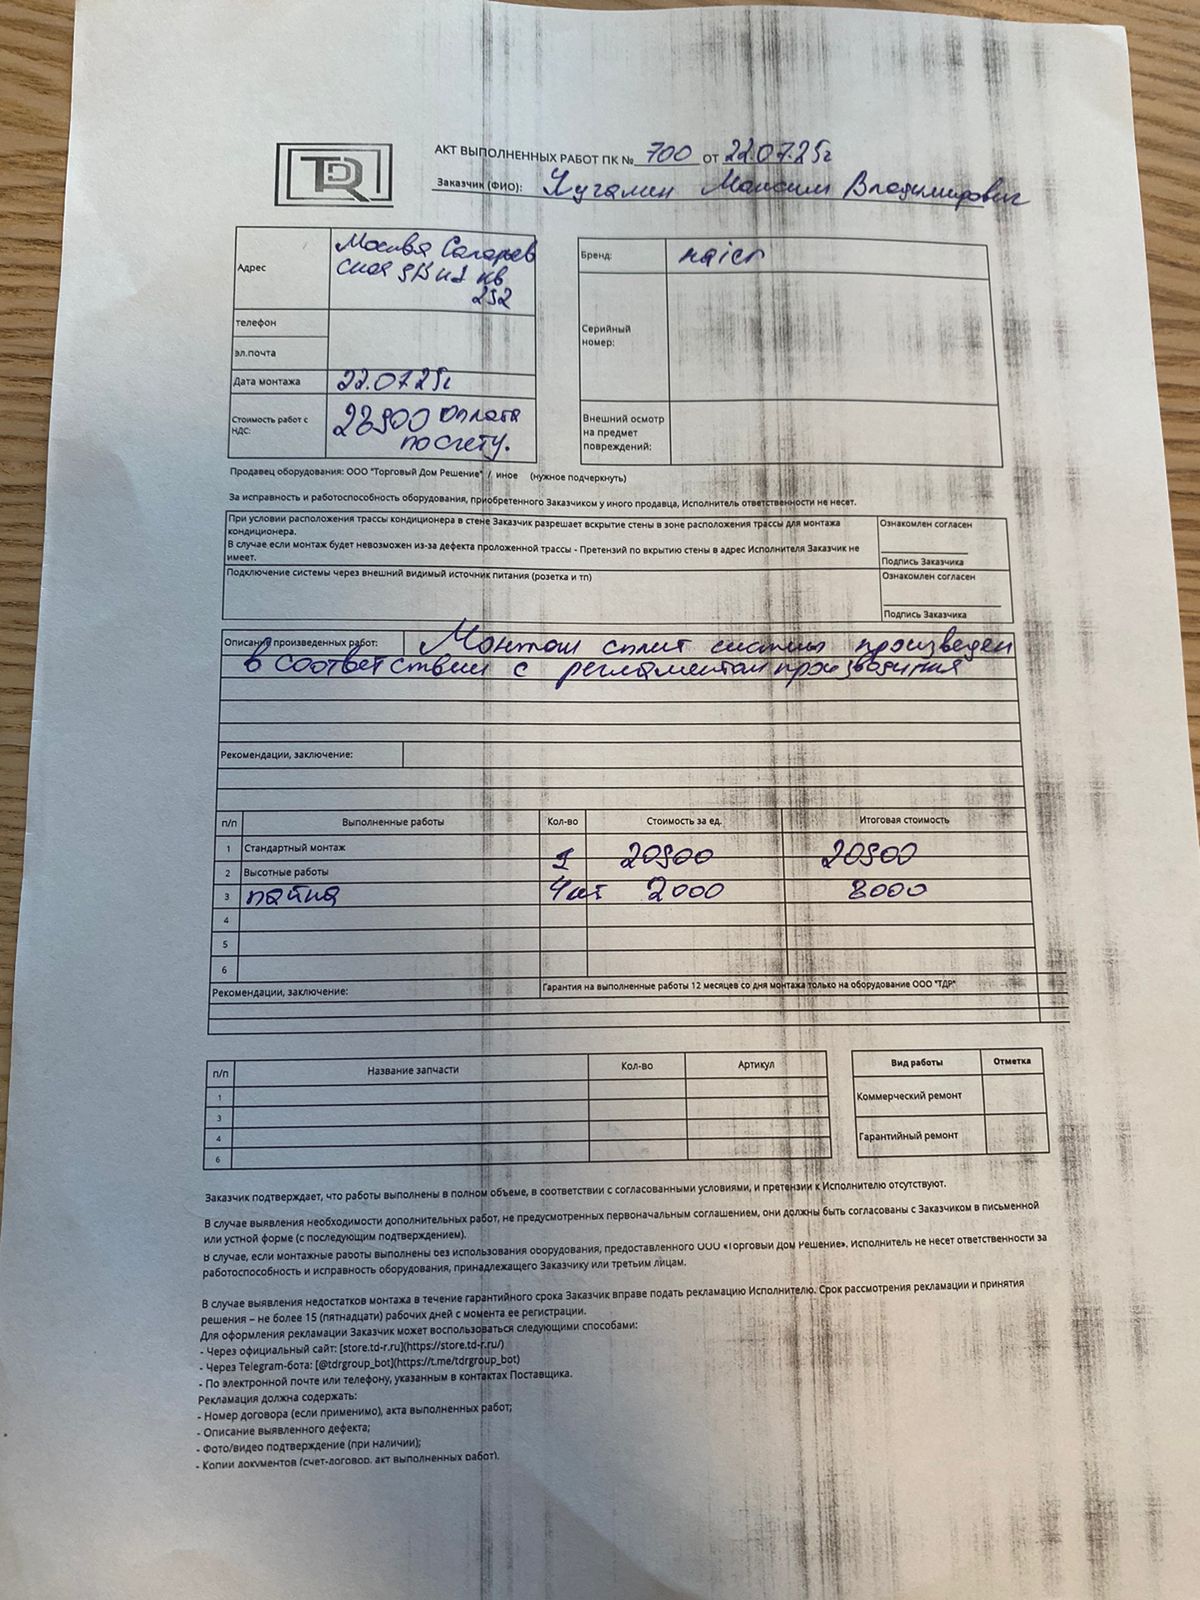 TDR
АКТ ВЫПОЛНЕННЫХ РАБОТ ПК № 700 от 22.07.25г
Заказчик (ФИО): Максим Владимирович
Адрес
Москва
кв
телефон
эл.почта
Дата монтажа 22.07.25г
Стоимость работ с НДС: 28900 Оплата
по счету.
Бренд: haier
Серийный
номер:
Внешний осмотр
на предмет
повреждений:
Продавец оборудования: ООО "Торговый Дом Решение" / иное (нужное подчеркнуть)
За исправность и работоспособность оборудования, приобретенного Заказчиком у иного продавца, Исполнитель ответственности не несет.
При условии расположения трассы кондиционера в стене Заказчик разрешает вскрытие стены в зоне расположения трассы для монтажа
кондиционера.
В случае если монтаж будет невозможен из-за дефекта проложенной трассы - Претензий по вкрытию стены в адрес Исполнителя Заказчик не
имеет.
Ознакомлен согласен
Подпись Заказчика
Подключение системы через внешний видимый источник питания (розетка и тп)
Ознакомлен согласен
Подпись Заказчика
Описание произведенных работ: Монтаж сплит системы произведен
в соответствии с регламентом
Рекомендации, заключение:
п/п Выполненные работы Кол-во Стоимость за ед. Итоговая стоимость
1 Стандартный монтаж 1 20900 20900
2 Высотные работы
3 пайка 4шт 2000 8000
4
5
6
Рекомендации, заключение: Гарантия на выполненные работы 12 месяцев со дня монтажа только на оборудование ООО "ТДР"
п/п Название запчасти Кол-во Артикул
1
3
4
6
Вид работы Отметка
Коммерческий ремонт
Гарантийный ремонт
Заказчик подтверждает, что работы выполнены в полном объеме, в соответствии с согласованными условиями, и претензии к Исполнителю отсутствуют.
В случае выявления необходимости дополнительных работ, не предусмотренных первоначальным соглашением, они должны быть согласованы с Заказчиком в письменной
или устной форме (с последующим подтверждением).
В случае, если монтажные работы выполнены без использования оборудования, предоставленного ООО «Торговый Дом Решение», Исполнитель не несет ответственности за
работоспособность и исправность оборудования, принадлежащего Заказчику или третьим лицам.
В случае выявления недостатков монтажа в течение гарантийного срока Заказчик вправе подать рекламацию Исполнителю. Срок рассмотрения рекламации и принятия
решения – не более 15 (пятнадцати) рабочих дней с момента ее регистрации.
Для оформления рекламации Заказчик может воспользоваться следующими способами:
- Через официальный сайт: [store.td-r.ru](https://store.td-r.ru/)
- Через Telegram-бота: [@tdrgroup_bot](https://t.me/tdrgroup_bot)
- По электронной почте или телефону, указанным в контактах Поставщика.
Рекламация должна содержать:
- Номер договора (если применимо), акта выполненных работ;
- Описание выявленного дефекта;
- Фото/видео подтверждение (при наличии);
- Копии документов (счет-договор, акт выполненных работ).